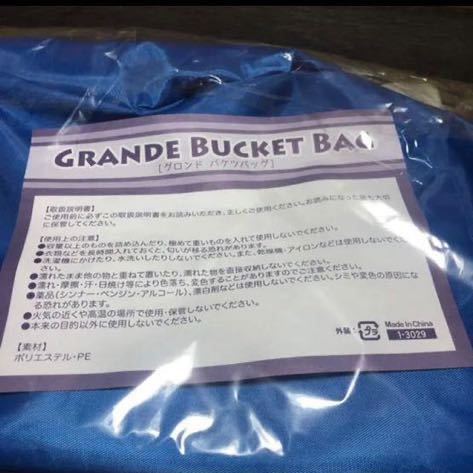 GRANDE BUCKET BAG
[グロンド バケツバッグ]
【取扱説明書】
ご使用前に必ずこの取扱説明書をお読みいただき、正しくご使用ください。お読みになった後も大切
に保管してください。
【使用上の注意】
●収容以上のものを詰め込んだり、極めて重いものを入れて使用しないでください。
●衣類などを長時間入れておくと、匂いが移る恐れがあります。
●洗濯機にかけたり、水洗いしたりしないでください。また、乾燥機・アイロンなどは使用しないでくだ
さい。
●濡れたまま他の物と重ねて置いたり、濡れた物を直接収納しないでください。
●濡れ・摩擦・汗・日焼け等により色落ち、変色することがありますのでご注意ください。
●薬品(シンナー・ベンジン・アルコール)、漂白剤などは使用しないでください。シミや変色の原因にな
る恐れがあります。
●火気の近くや高温の場所で使用・保管しないでください。
●本来の目的以外に使用しないでください。
【素材】
ポリエステル・PE
外装: プラ
Made in China
1-3029